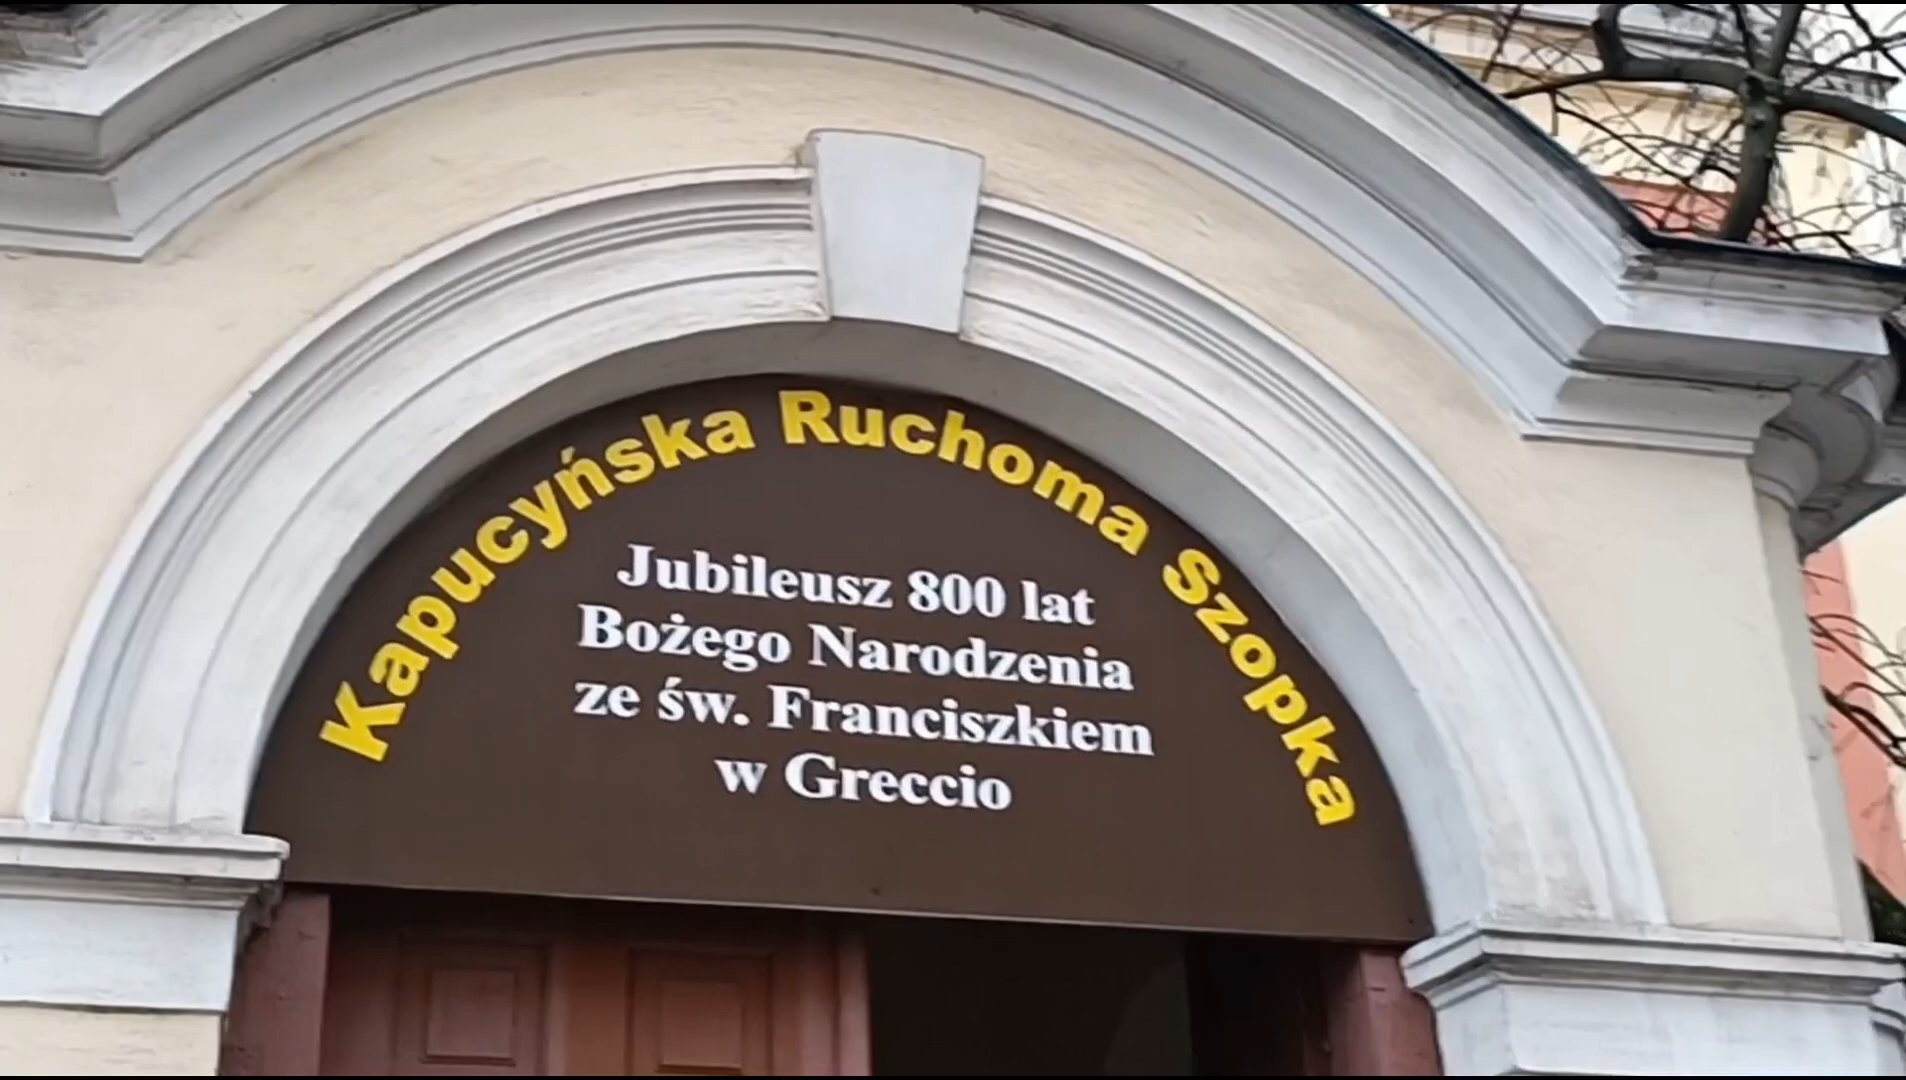 Kapucyńska Ruchoma Szopka
Jubileusz 800 lat
Bożego Narodzenia
ze św. Franciszkiem
w Greccio